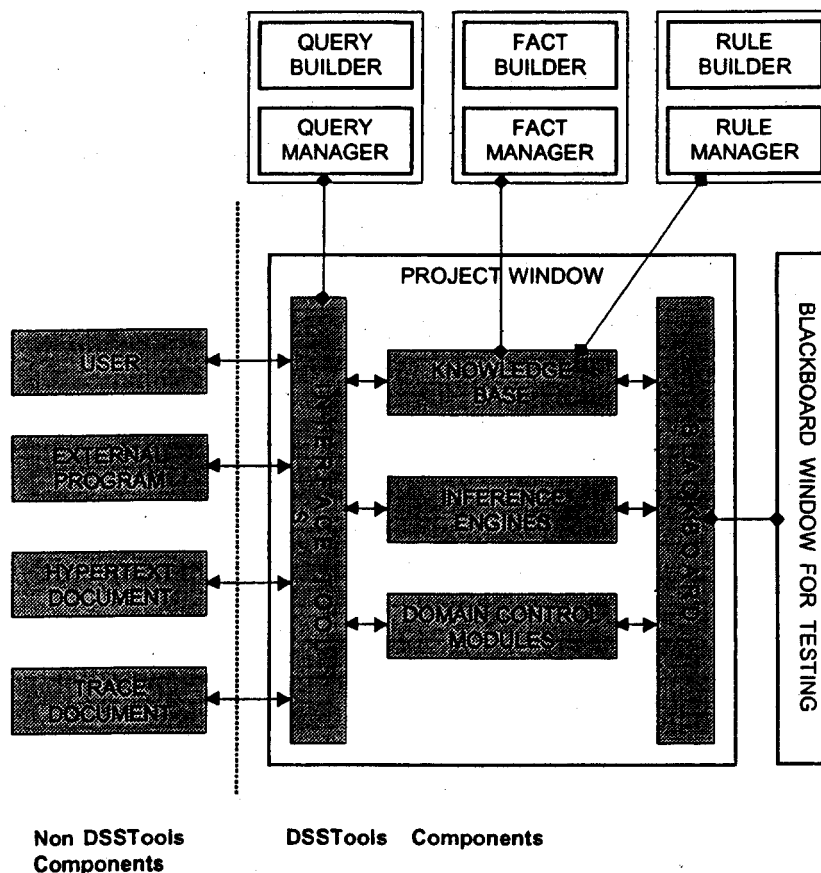 QUERY
BUILDER
QUERY
MANAGER
FACT
BUILDER
FACT
MANAGER
RULE
BUILDER
RULE
MANAGER
PROJECT WINDOW
USER
EXTERNAL
PROGRAM
HYPERTEXT
DOCUMENT
TRACE
DOCUMENT
KNOWLEDGE
BASE
INFERENCE
ENGINES
DOMAIN CONTROL
MODULES
BLACKBOARD
BLACKBOARD WINDOW FOR TESTING
Non DSSTools
Components
DSSTools Components